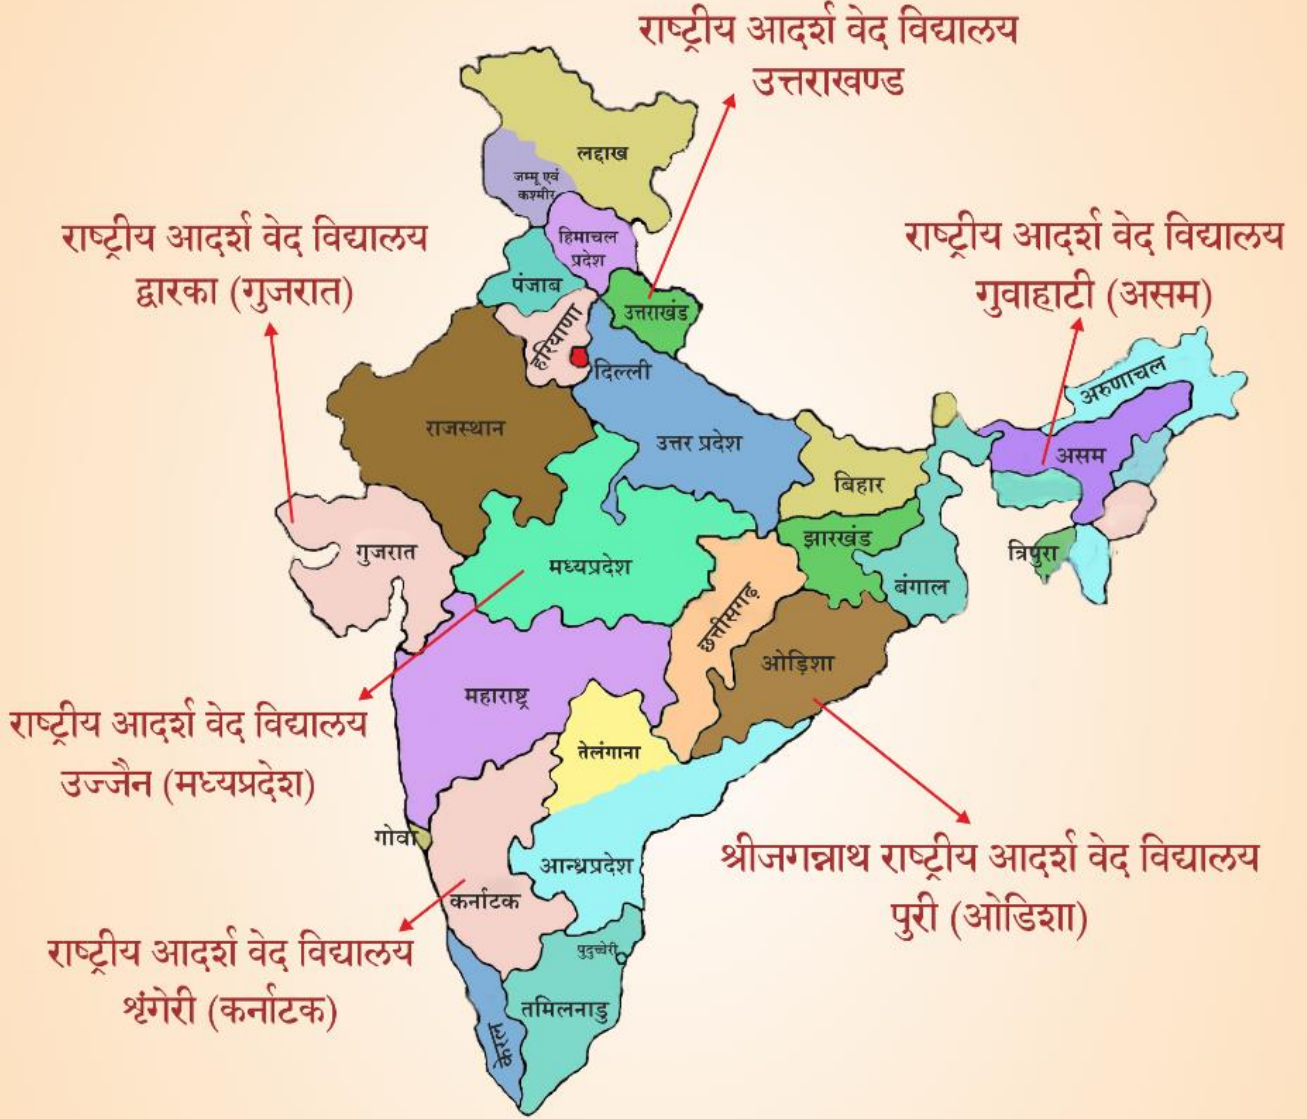 राष्ट्रीय आदर्श वेद विद्यालय
उत्तराखण्ड
लद्दाख
जम्मू एवं
कश्मीर
राष्ट्रीय आदर्श वेद विद्यालय
द्वारका (गुजरात)
हिमाचल
प्रदेश
राष्ट्रीय आदर्श वेद विद्यालय
गुवाहाटी (असम)
पंजाब
उत्तराखंड
हरियाणा
दिल्ली
अरुणाचल
राजस्थान
उत्तर प्रदेश
असम
बिहार
झारखंड
गुजरात
मध्यप्रदेश
त्रिपुरा
बंगाल
छत्तीसगढ़
ओड़िशा
महाराष्ट्र
राष्ट्रीय आदर्श वेद विद्यालय
उज्जैन (मध्यप्रदेश)
तेलंगाना
गोवा
आन्ध्रप्रदेश
श्रीजगन्नाथ राष्ट्रीय आदर्श वेद विद्यालय
पुरी (ओडिशा)
कर्नाटक
राष्ट्रीय आदर्श वेद विद्यालय
शृंगेरी (कर्नाटक)
पुदुच्चेरी
तमिलनाडु
केरल